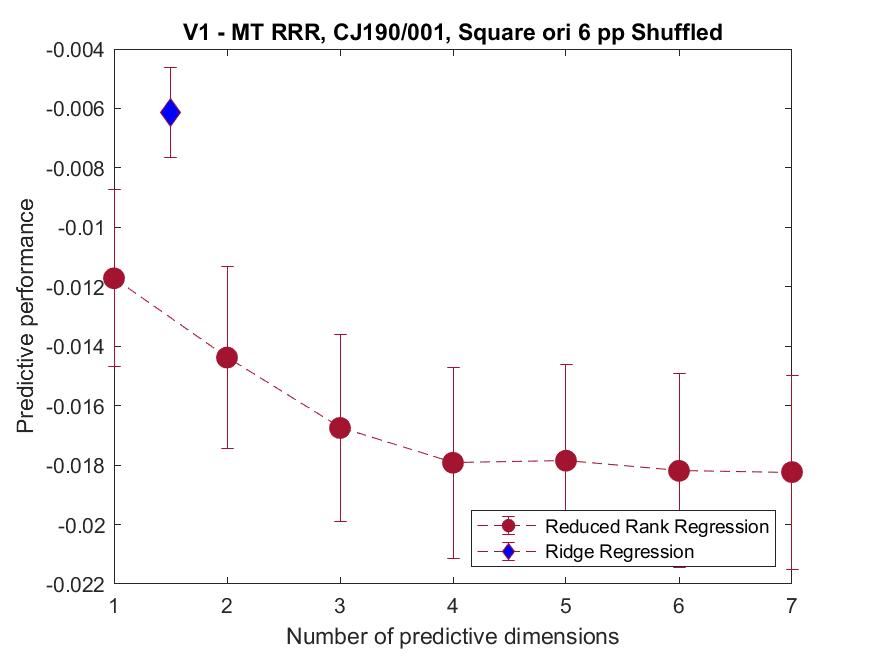 V1 - MT RRR, CJ190/001, Square ori 6 pp Shuffled
-0.004
-0.006
-0.008
-0.01
-0.012
-0.014
-0.016
-0.018
-0.02
-0.022
Predictive performance
Reduced Rank Regression
Ridge Regression
1 2 3 4 5 6 7
Number of predictive dimensions